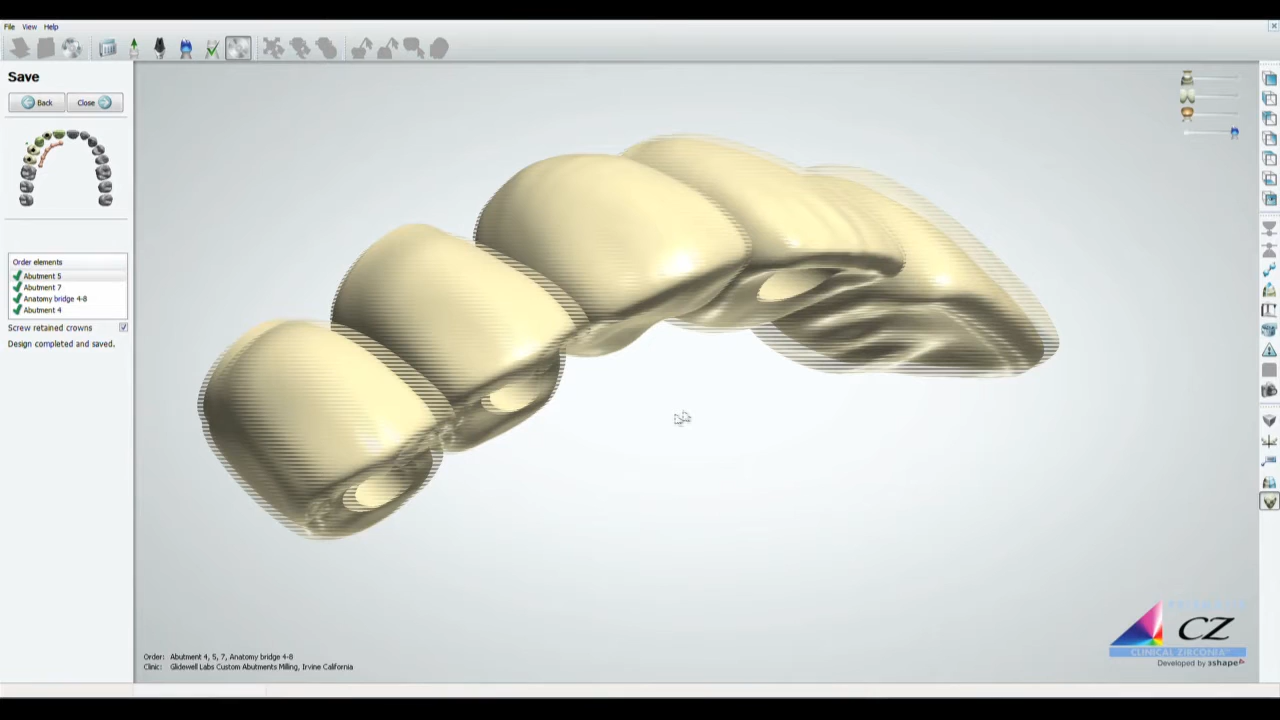 File View Help
Save
Back Close
Order elements
Abutment 5
Abutment 7
Anatomy bridge 4-8
Abutment 4
Screw retained crowns
Design completed and saved.
Order: Abutment 4, 5, 7, Anatomy bridge 4-8
Clinic: Glidewell Labs Custom Abutments Milling, Irvine California
CZ
CLINICAL ZIRCONIA
Developed by 3shape